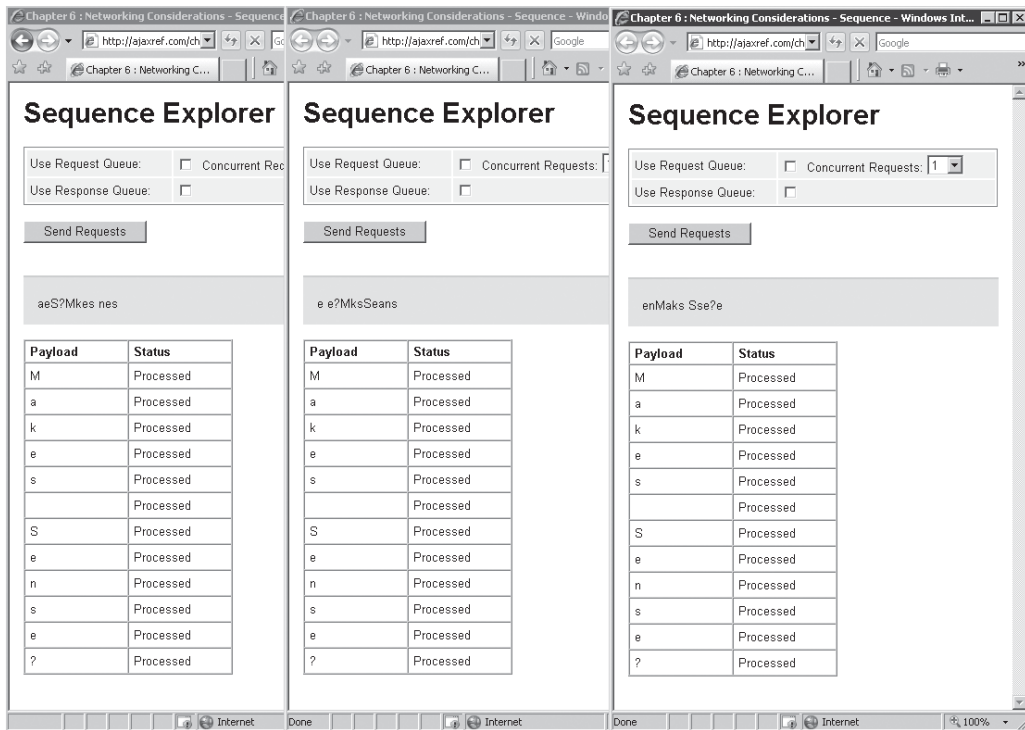 Chapter 6 : Networking Considerations - Sequence
http://ajaxref.com/ch
Chapter 6 : Networking C...
Sequence Explorer
Use Request Queue: Concurrent Req
Use Response Queue:
Send Requests
aeS?Mkes nes
Payload Status
M Processed
a Processed
k Processed
e Processed
s Processed
Processed
S Processed
e Processed
n Processed
s Processed
e Processed
? Processed
Internet
Chapter 6 : Networking Considerations - Sequence - Windo
http://ajaxref.com/ch Google
Chapter 6 : Networking C...
Sequence Explorer
Use Request Queue: Concurrent Requests:
Use Response Queue:
Send Requests
e e?MksSeans
Payload Status
M Processed
a Processed
k Processed
e Processed
s Processed
Processed
S Processed
e Processed
n Processed
s Processed
e Processed
? Processed
Done Internet
Chapter 6 : Networking Considerations - Sequence - Windows Int...
http://ajaxref.com/ch Google
Chapter 6 : Networking C...
Sequence Explorer
Use Request Queue: Concurrent Requests: 1
Use Response Queue:
Send Requests
enMaks Sse?e
Payload Status
M Processed
a Processed
k Processed
e Processed
s Processed
Processed
S Processed
e Processed
n Processed
s Processed
e Processed
? Processed
Done Internet 100%